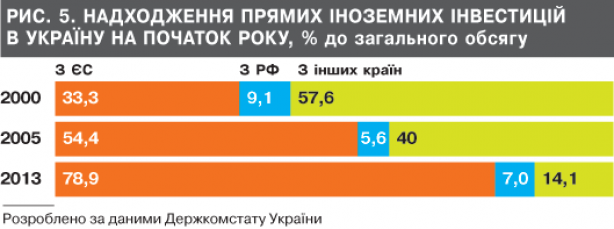 РИС. 5. НАДХОДЖЕННЯ ПРЯМИХ ІНОЗЕМНИХ ІНВЕСТИЦІЙ
В УКРАЇНУ НА ПОЧАТОК РОКУ, % до загального обсягу
З ЄС З РФ З інших країн
2000 33,3 9,1 57,6
2005 54,4 5,6 40
2013 78,9 7,0 14,1
Розроблено за даними Держкомстату України